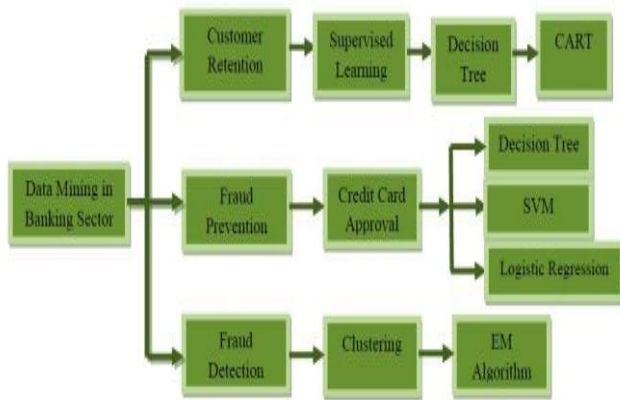 Customer
Retention
Supervised
Learning
Decision
Tree
CART
Data Mining in
Banking Sector
Fraud
Prevention
Credit Card
Approval
Decision Tree
SVM
Logistic Regression
Fraud
Detection
Clustering
EM
Algorithm